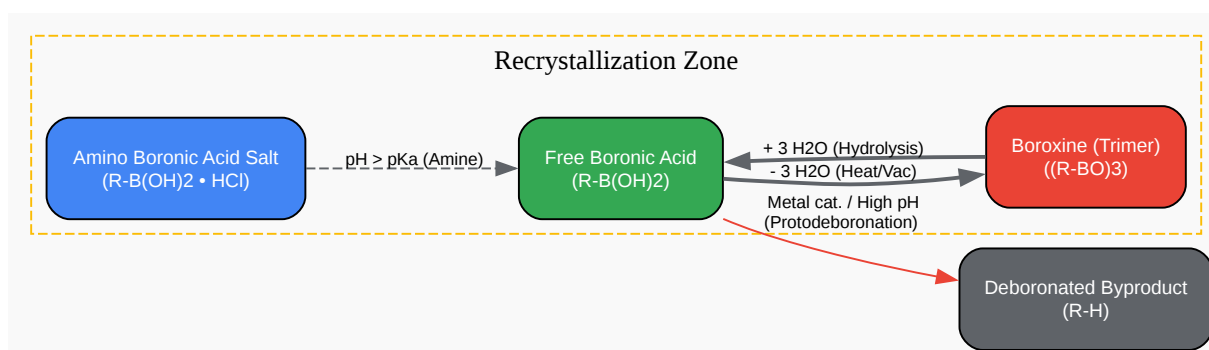 Recrystallization Zone
Amino Boronic Acid Salt
(R-B(OH)2 • HCl)
pH > pKa (Amine)
Free Boronic Acid
(R-B(OH)2)
+ 3 H2O (Hydrolysis)
- 3 H2O (Heat/Vac)
Boroxine (Trimer)
((R-BO)3)
Metal cat. / High pH
(Protodeboronation)
Deboronated Byproduct
(R-H)